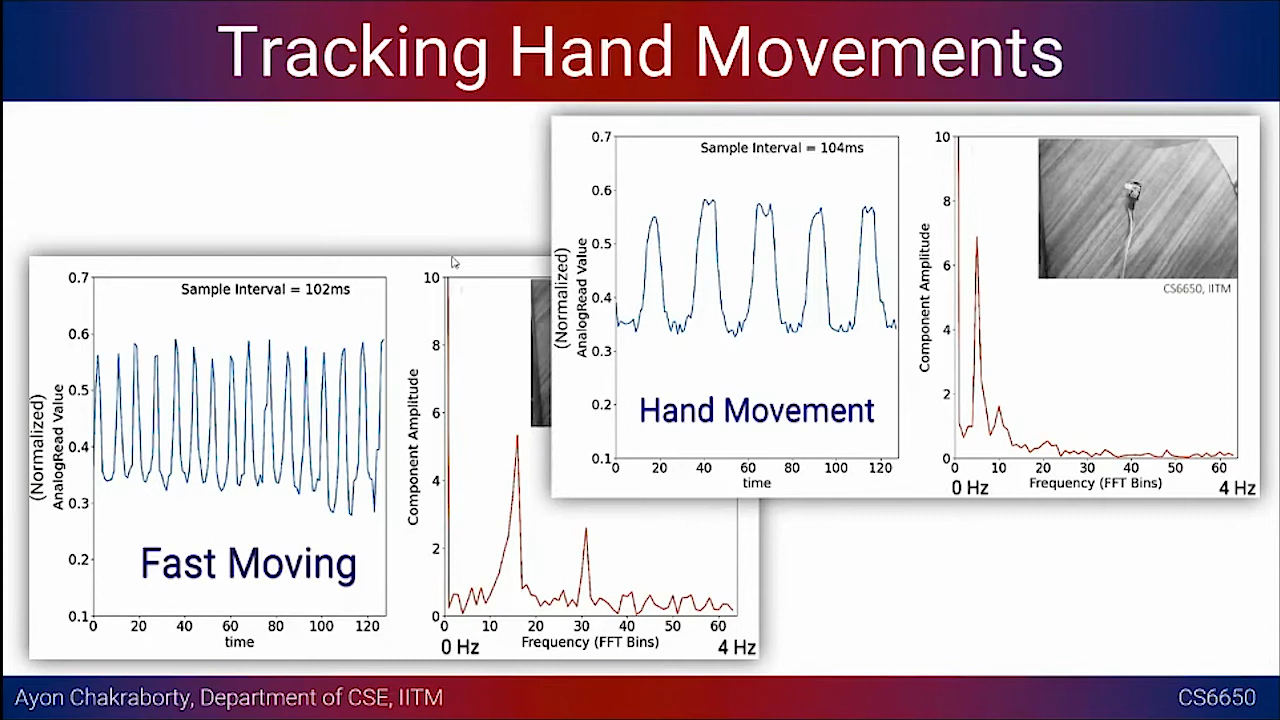 Tracking Hand Movements
Sample Interval = 104ms
0.7
0.6
0.5
0.4
0.3
0.2
0.1
(Normalized)
AnalogRead Value
Hand Movement
0 20 40 60 80 100 120
time
10
8
6
4
2
0
Component Amplitude
CS6650, IITM
0 10 20 30 40 50 60
Frequency (FFT Bins)
0 Hz 4 Hz
Sample Interval = 102ms
0.7
0.6
0.5
0.4
0.3
0.2
0.1
(Normalized)
AnalogRead Value
Fast Moving
0 20 40 60 80 100 120
time
10
8
6
4
2
0
Component Amplitude
0 10 20 30 40 50 60
Frequency (FFT Bins)
0 Hz 4 Hz
Ayon Chakraborty, Department of CSE, IITM
CS6650